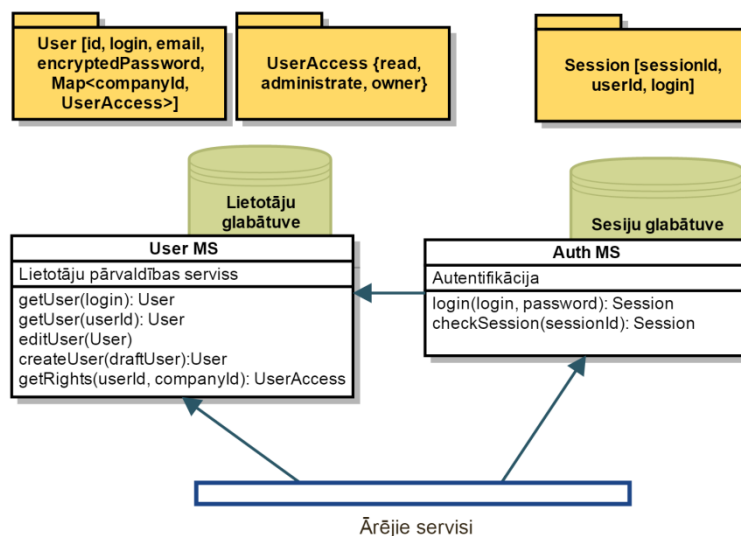 User [id, login, email,
encryptedPassword,
Map<companyId,
UserAccess>]
UserAccess {read,
administrate, owner}
Session [sessionId,
userId, login]
Lietotāju
glabātuve
User MS
Lietotāju pārvaldības serviss
getUser(login): User
getUser(userId): User
editUser(User)
createUser(draftUser):User
getRights(userId, companyId): UserAccess
Sesiju glabātuve
Auth MS
Autentifikācija
login(login, password): Session
checkSession(sessionId): Session
Ārējie servisi